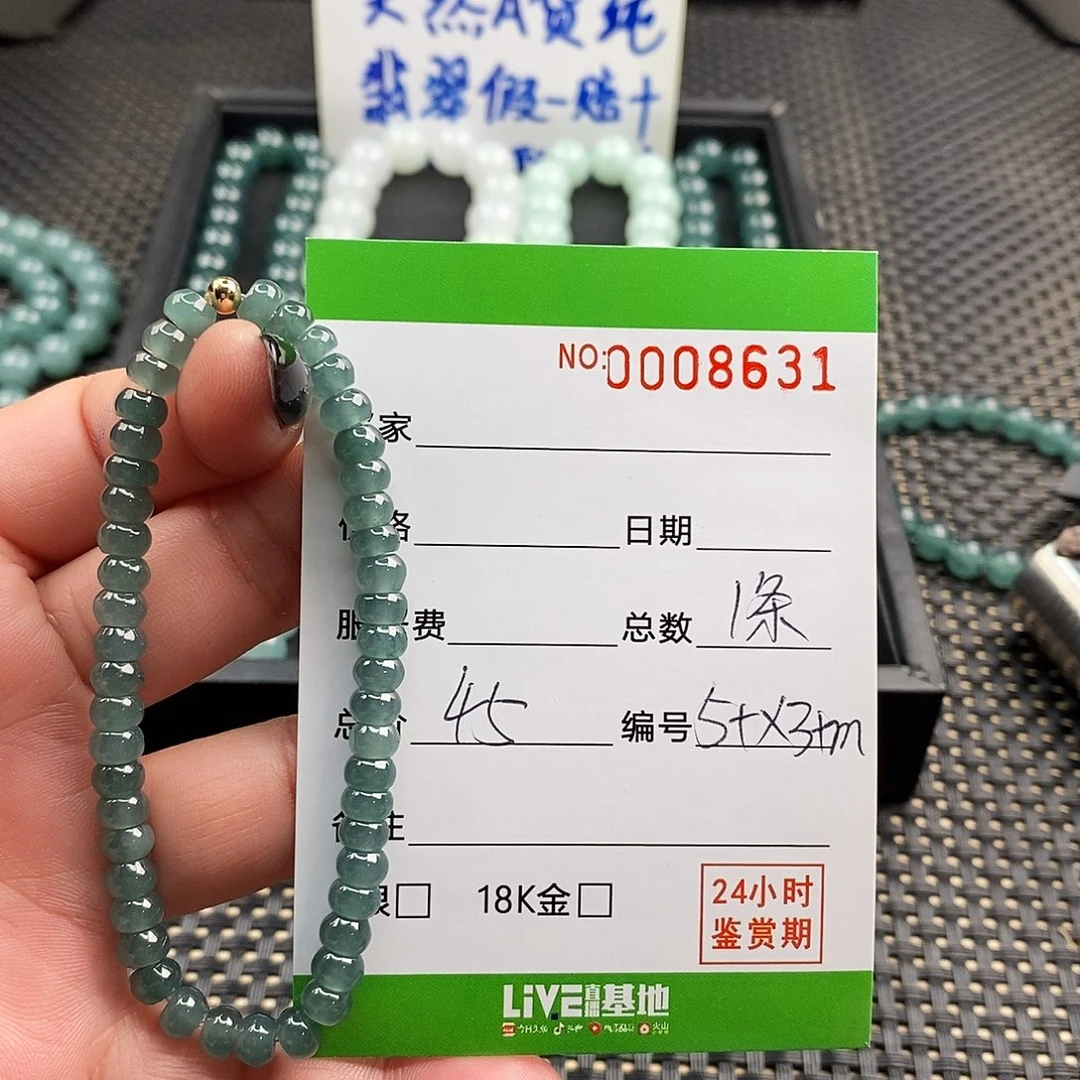 天然A货纯
翡翠假一赔十
NO:0008631
家
日期
费
总数 1条
45
编号 5+X3+m
18K金
24小时
鉴赏期
LiVE直播基地
火山